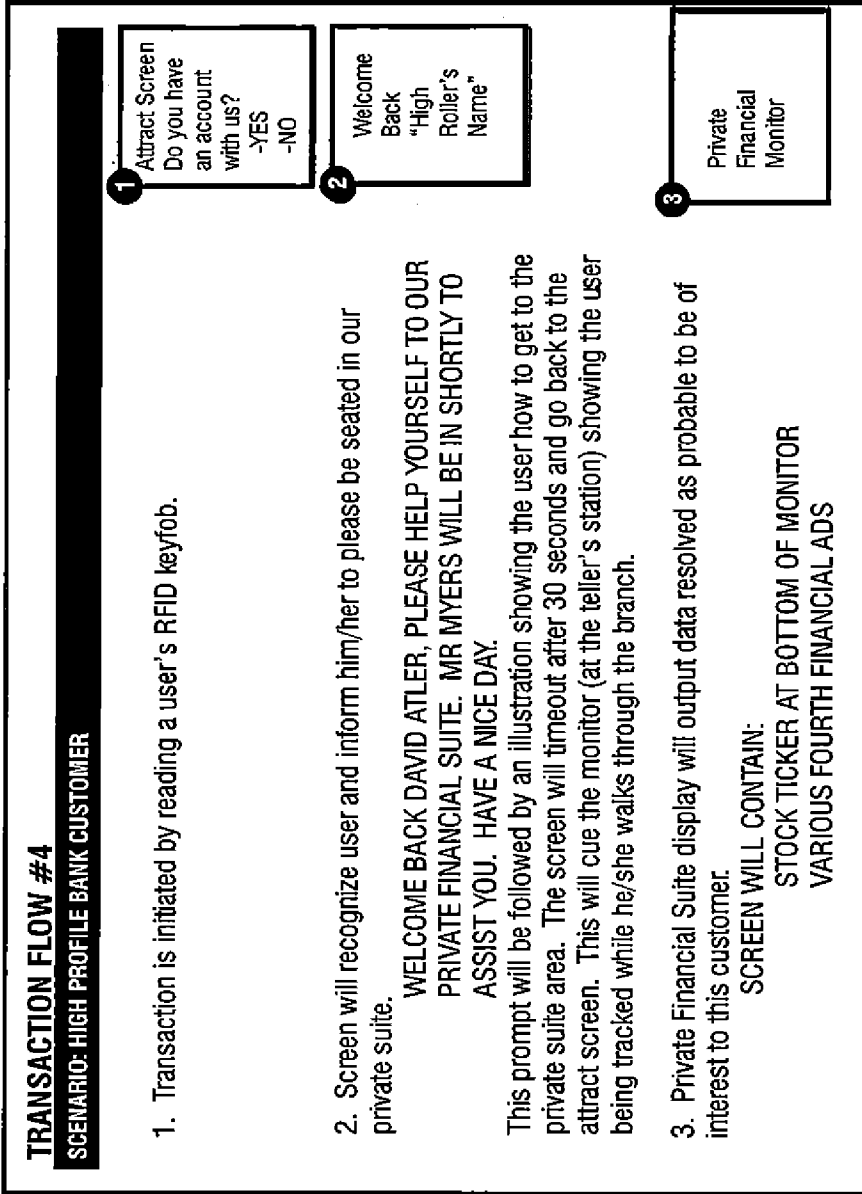 TRANSACTION FLOW #4
SCENARIO: HIGH PROFILE BANK CUSTOMER
1. Transaction is initiated by reading a user's RFID keyfob.
1
Attract Screen
Do you have
an account
with us?
-YES
-NO
2. Screen will recognize user and inform him/her to please be seated in our
private suite.
WELCOME BACK DAVID ATLER, PLEASE HELP YOURSELF TO OUR
PRIVATE FINANCIAL SUITE. MR MYERS WILL BE IN SHORTLY TO
ASSIST YOU. HAVE A NICE DAY.
This prompt will be followed by an illustration showing the user how to get to the
private suite area. The screen will timeout after 30 seconds and go back to the
attract screen. This will cue the monitor (at the teller's station) showing the user
being tracked while he/she walks through the branch.
2
Welcome
Back
"High
Roller's
Name"
3. Private Financial Suite display will output data resolved as probable to be of
interest to this customer.
SCREEN WILL CONTAIN:
STOCK TICKER AT BOTTOM OF MONITOR
VARIOUS FOURTH FINANCIAL ADS
3
Private
Financial
Monitor